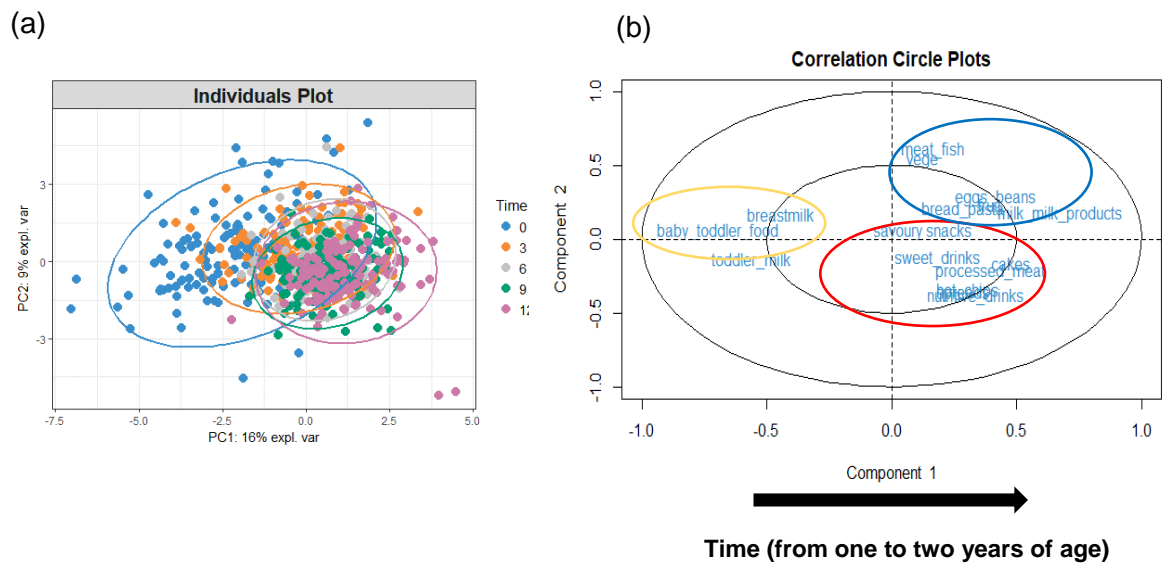 (a)
Individuals Plot
PC2: 9% expl. var
3
0
-3
-7.5
-5.0
-2.5
0.0
2.5
5.0
PC1: 16% expl. var
Time
0
3
6
9
12
(b)
Correlation Circle Plots
Component 2
1.0
0.5
0.0
-0.5
-1.0
meat_fish
vege
eggs_beans
bread_pasta
milk_milk_products
breastmilk
baby_toddler_food
savoury snacks
toddler_milk
sweet_drinks
cakes
processed_meat
hot_chips
-1.0
-0.5
0.0
0.5
1.0
Component 1
Time (from one to two years of age)